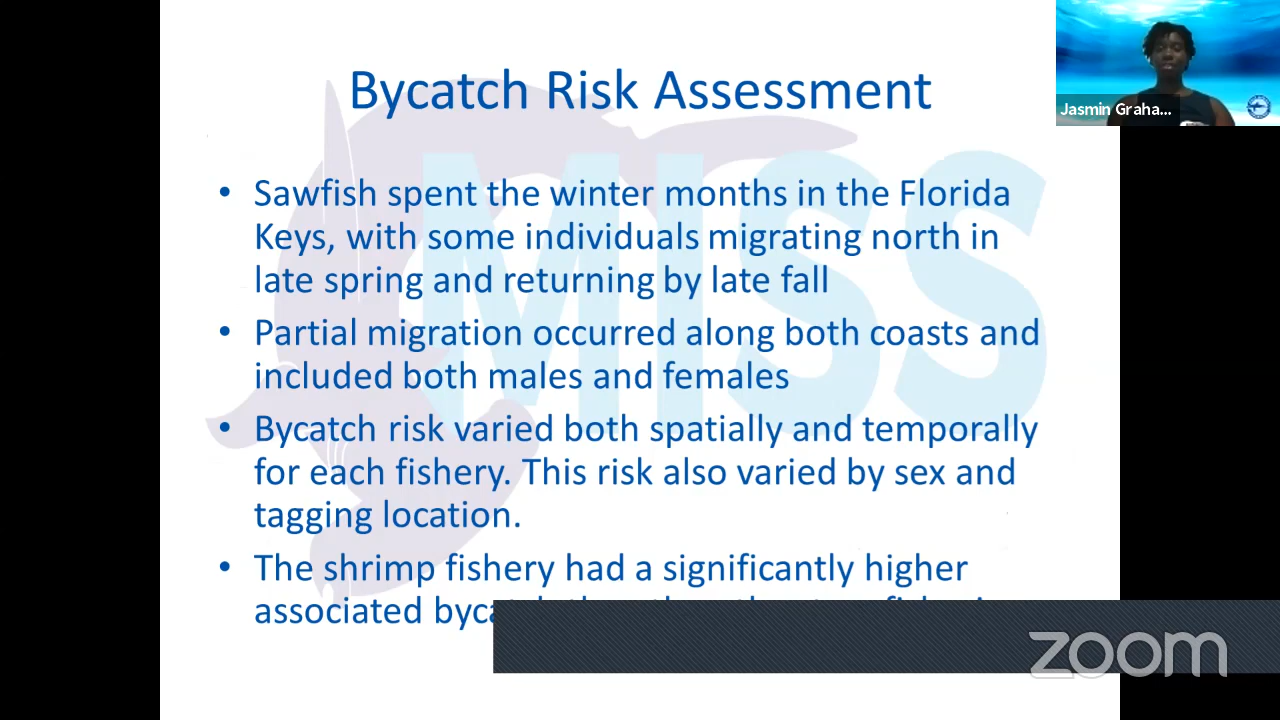 Bycatch Risk Assessment
Jasmin Graha...
• Sawfish spent the winter months in the Florida
Keys, with some individuals migrating north in
late spring and returning by late fall
• Partial migration occurred along both coasts and
included both males and females
• Bycatch risk varied both spatially and temporally
for each fishery. This risk also varied by sex and
tagging location.
• The shrimp fishery had a significantly higher
associated
MISS
zoom